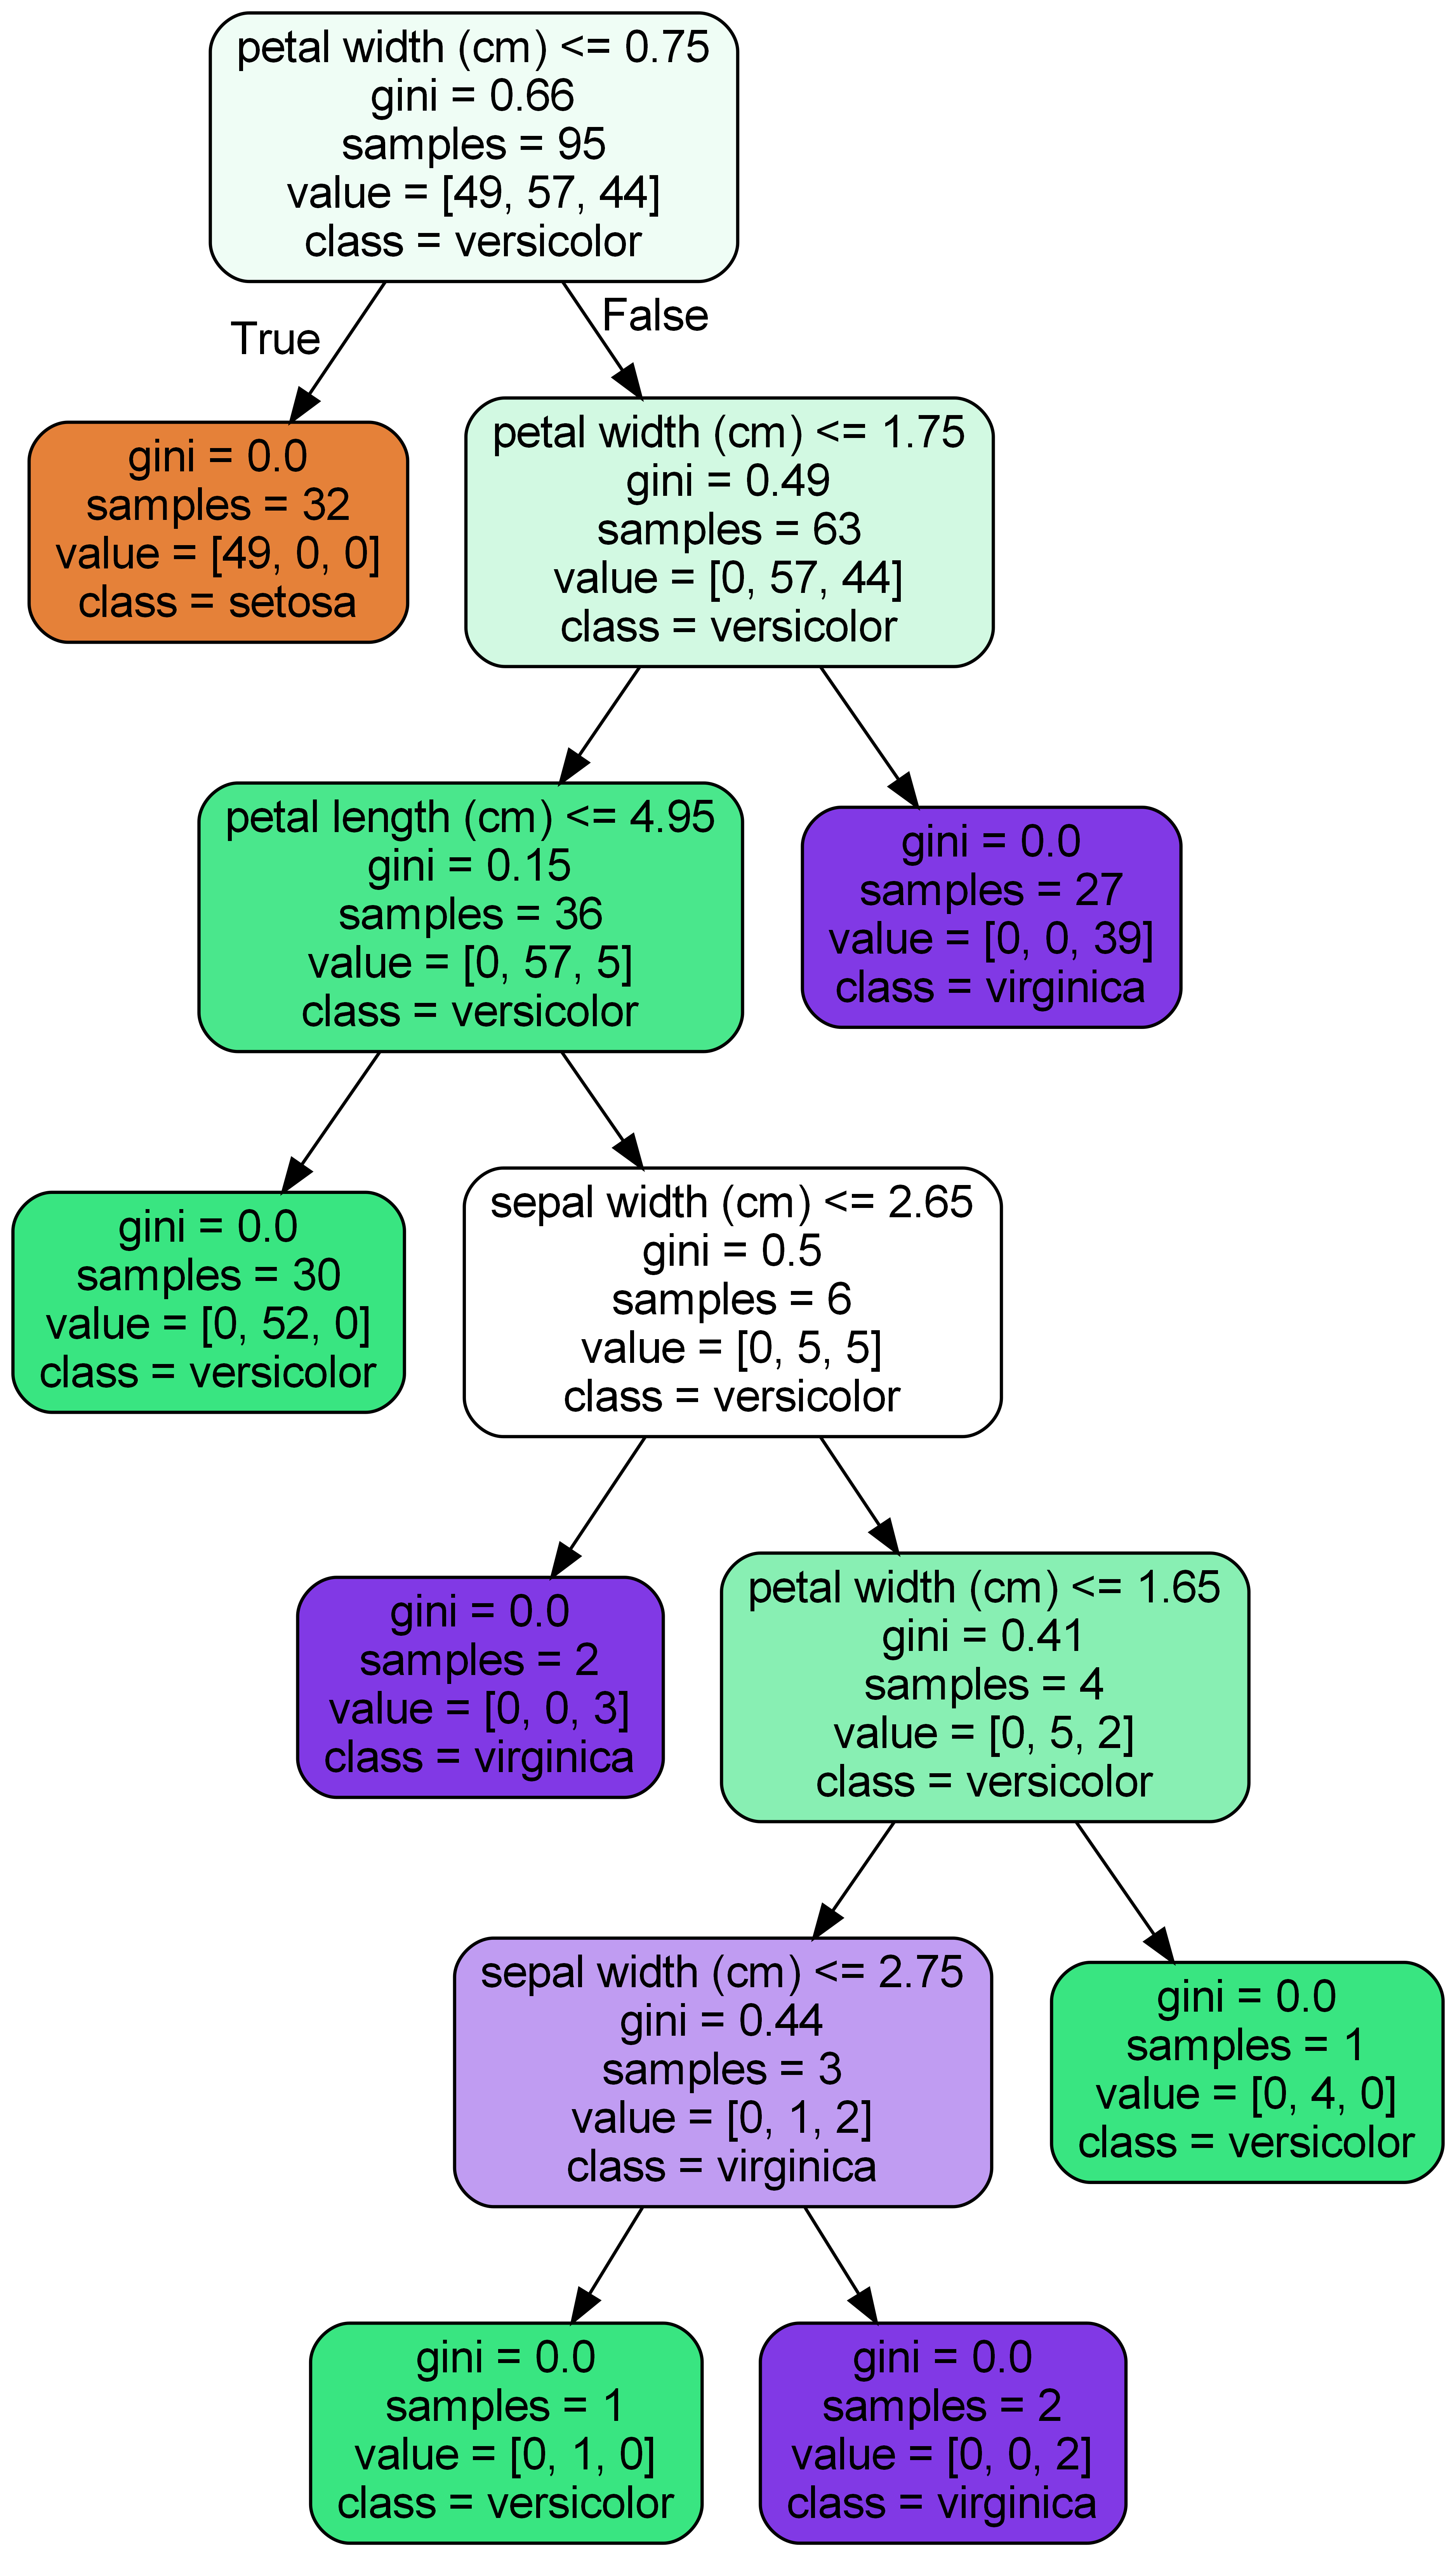 petal width (cm) <= 0.75
gini = 0.66
samples = 95
value = [49, 57, 44]
class = versicolor
True
False
gini = 0.0
samples = 32
value = [49, 0, 0]
class = setosa
petal width (cm) <= 1.75
gini = 0.49
samples = 63
value = [0, 57, 44]
class = versicolor
petal length (cm) <= 4.95
gini = 0.15
samples = 36
value = [0, 57, 5]
class = versicolor
gini = 0.0
samples = 27
value = [0, 0, 39]
class = virginica
gini = 0.0
samples = 30
value = [0, 52, 0]
class = versicolor
sepal width (cm) <= 2.65
gini = 0.5
samples = 6
value = [0, 5, 5]
class = versicolor
gini = 0.0
samples = 2
value = [0, 0, 3]
class = virginica
petal width (cm) <= 1.65
gini = 0.41
samples = 4
value = [0, 5, 2]
class = versicolor
sepal width (cm) <= 2.75
gini = 0.44
samples = 3
value = [0, 1, 2]
class = virginica
gini = 0.0
samples = 1
value = [0, 4, 0]
class = versicolor
gini = 0.0
samples = 1
value = [0, 1, 0]
class = versicolor
gini = 0.0
samples = 2
value = [0, 0, 2]
class = virginica